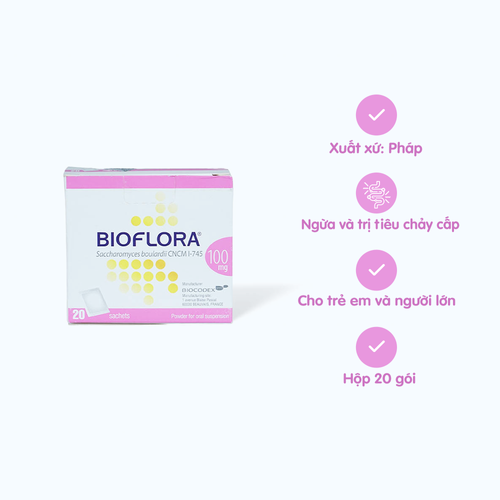 BIOFLORA®
Saccharomyces boulardii CNCM I-745
100
mg
BIOCODEX
20
sachets
Powder for oral suspension
Xuất xứ: Pháp
Ngừa và trị tiêu chảy cấp
Cho trẻ em và người lớn
Hộp 20 gói